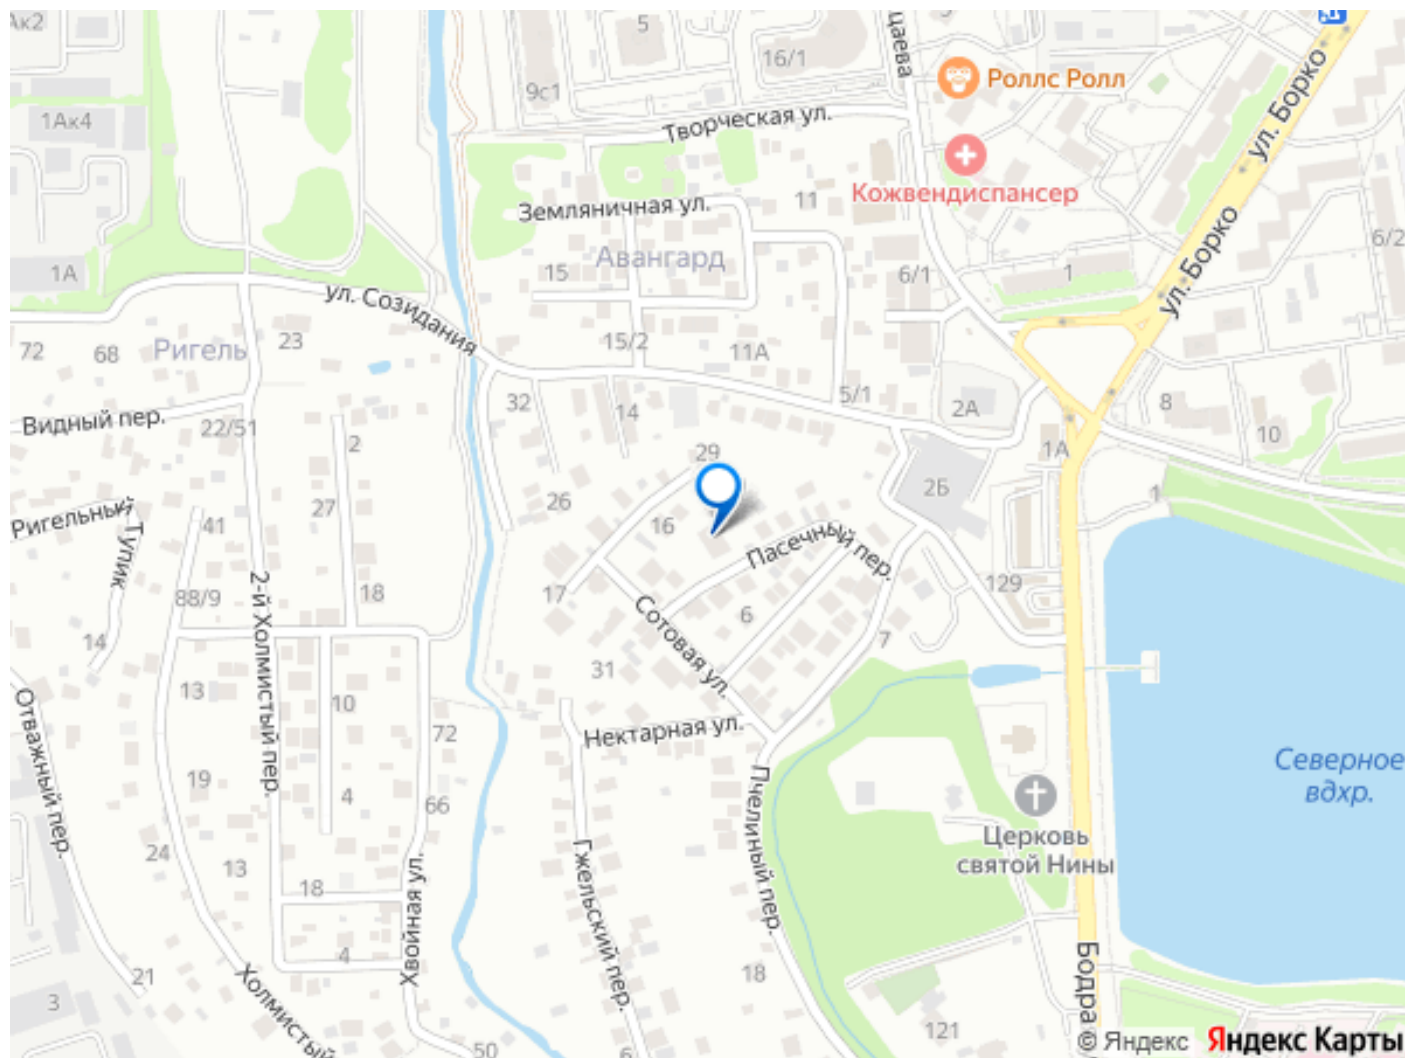 Ак2
5
16/1
цаева
9с1
Роллс Ролл
ул. Борко
1Ак4
Творческая ул.
Кожвендиспансер
11
Земляничная ул.
Авангард
15
6/1
1
6/2
1А
ул. Борко
ул. Созидания
72
68
Ригель
23
15/2
11А
32
14
5/1
2А
8
10
1А
Видный пер.
22/51
2
29
26
16
2Б
1
27
41
Ригельный Тупик
Пасечный пер.
88/9
18
2-й Холмистый пер.
17
129
14
6
Сотовая ул.
7
31
13
10
Отважный пер.
72
Нектарная ул.
19
4
66
Пчелиный пер.
Северное
вдхр.
Церковь
святой Нины
24
13
18
Гжельский пер.
Хвойная ул.
4
21
3
Холмистый
18
Бодра
121
50
6
© Яндекс
Яндекс Карты